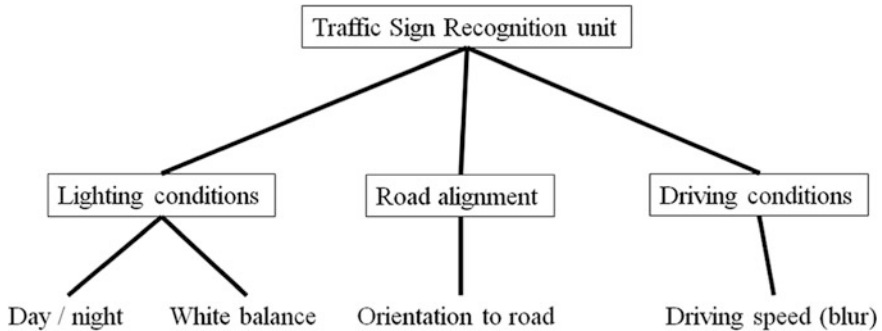 Traffic Sign Recognition unit
Lighting conditions
Road alignment
Driving conditions
Day / night
White balance
Orientation to road
Driving speed (blur)